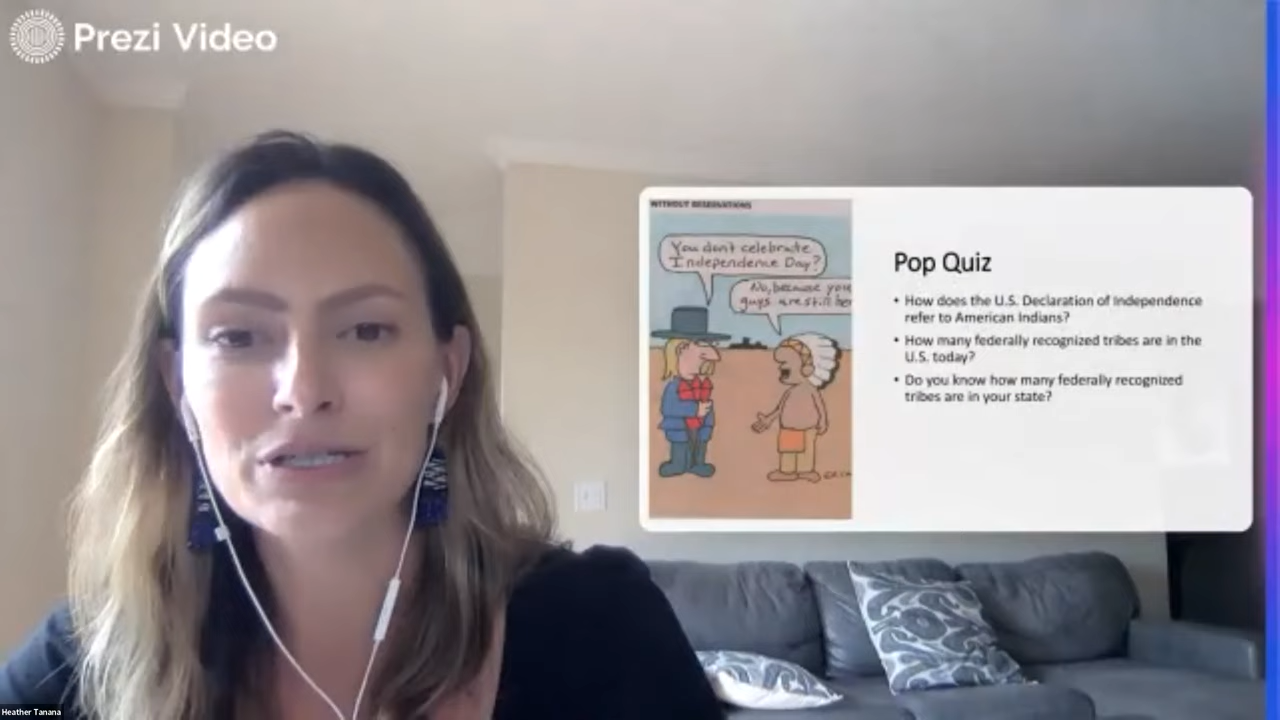 Prezi Video
WITHOUT RESERVATIONS
You don't celebrate
Independence Day?
No, because you
guys are still her
Pop Quiz
• How does the U.S. Declaration of Independence
refer to American Indians?
• How many federally recognized tribes are in the
U.S. today?
• Do you know how many federally recognized
tribes are in your state?
Heather Tanana